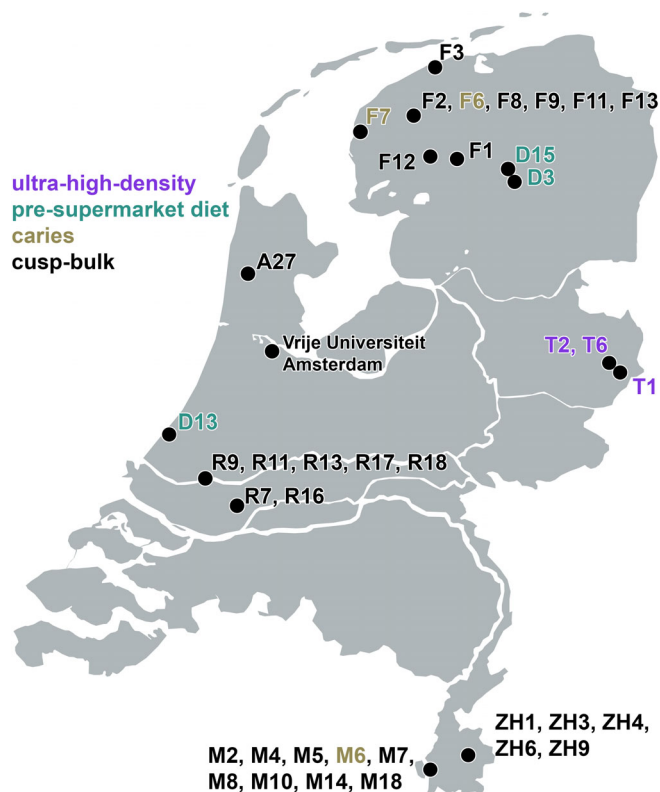 F3
F2, F6, F8, F9, F11, F13
F7
F12
F1
D15
D3
ultra-high-density
pre-supermarket diet
caries
cusp-bulk
A27
Vrije Universiteit
Amsterdam
T2, T6
T1
D13
R9, R11, R13, R17, R18
R7, R16
ZH1, ZH3, ZH4,
ZH6, ZH9
M2, M4, M5, M6, M7,
M8, M10, M14, M18